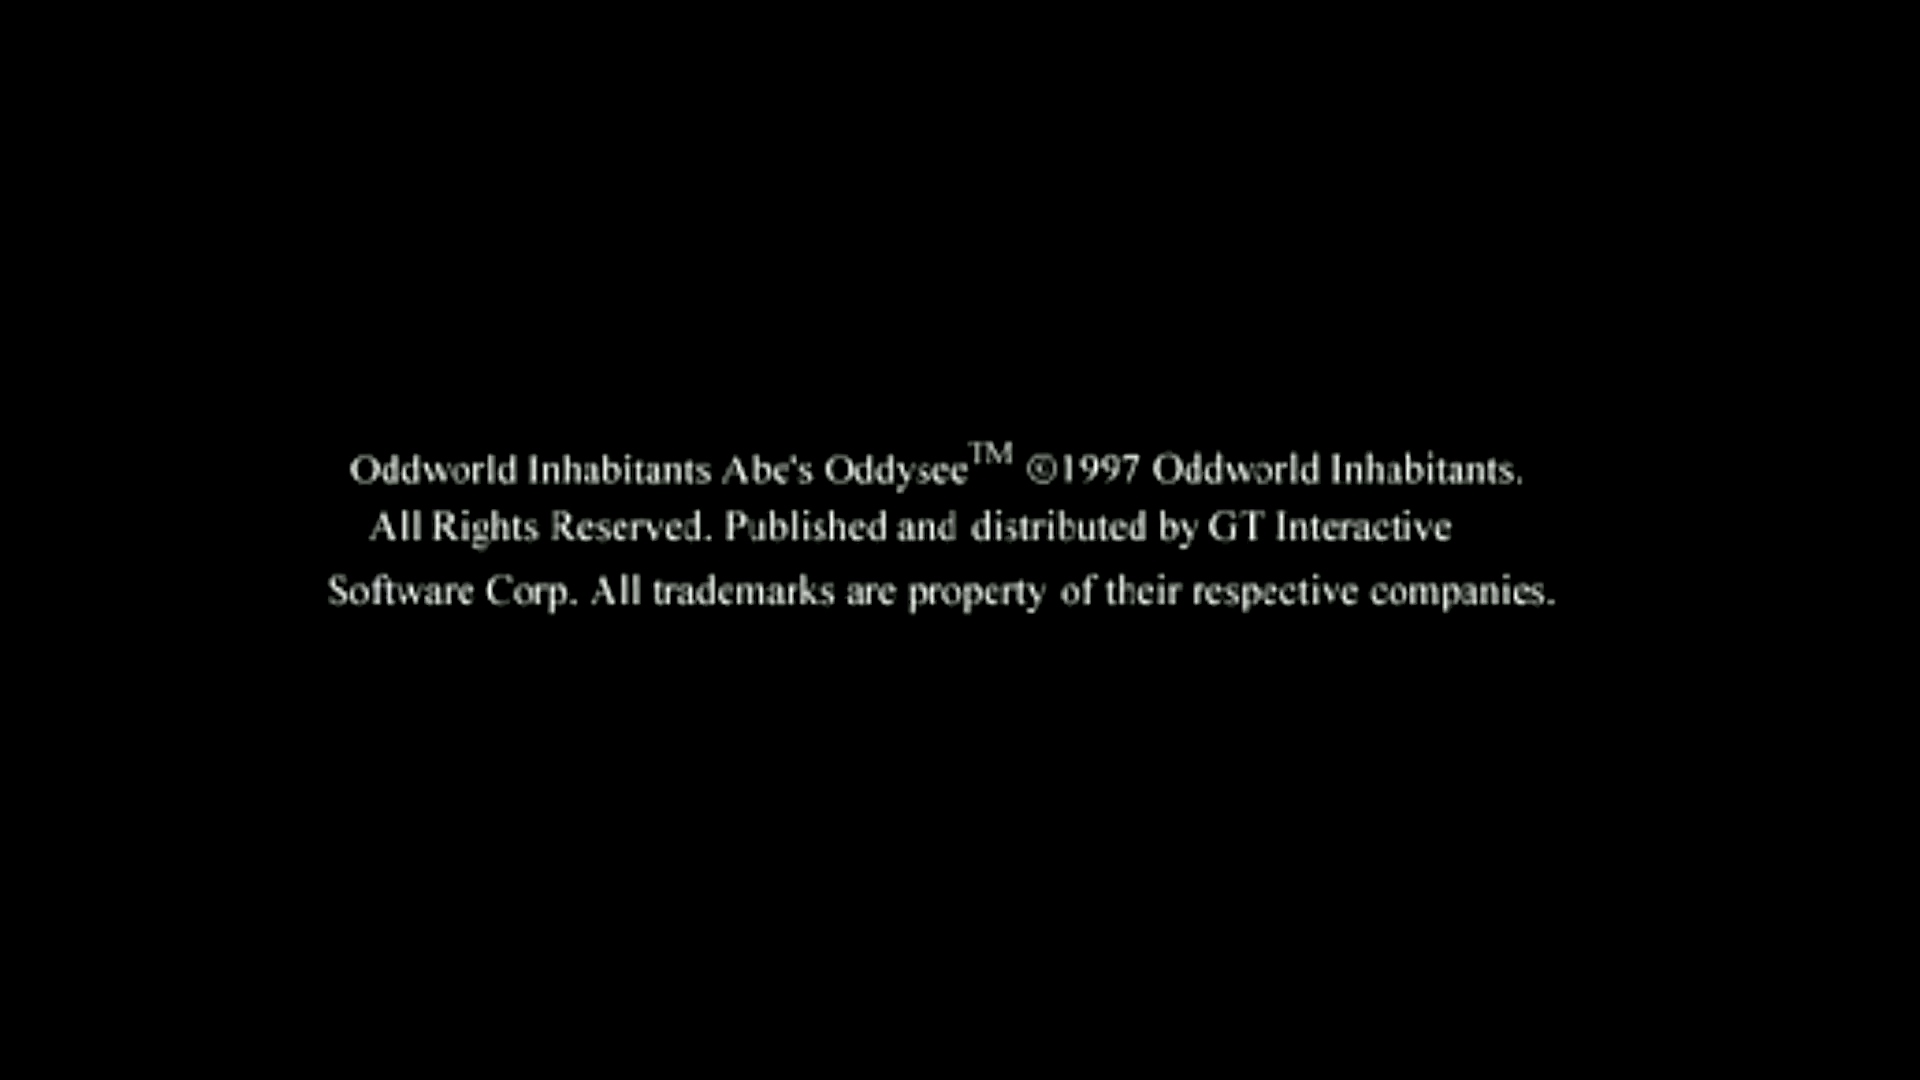 Oddworld Inhabitants Abe's Oddysee™ ©1997 Oddworld Inhabitants.
All Rights Reserved. Published and distributed by GT Interactive
Software Corp. All trademarks are property of their respective companies.